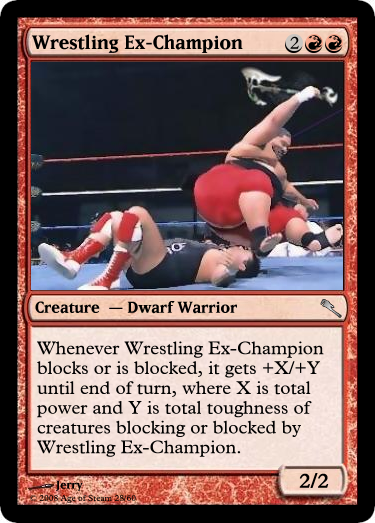 Wrestling Ex-Champion 2
Creature — Dwarf Warrior
Whenever Wrestling Ex-Champion
blocks or is blocked, it gets +X/+Y
until end of turn, where X is total
power and Y is total toughness of
creatures blocking or blocked by
Wrestling Ex-Champion.
Jerry
© 2008 Age of Steam 28/60
2/2